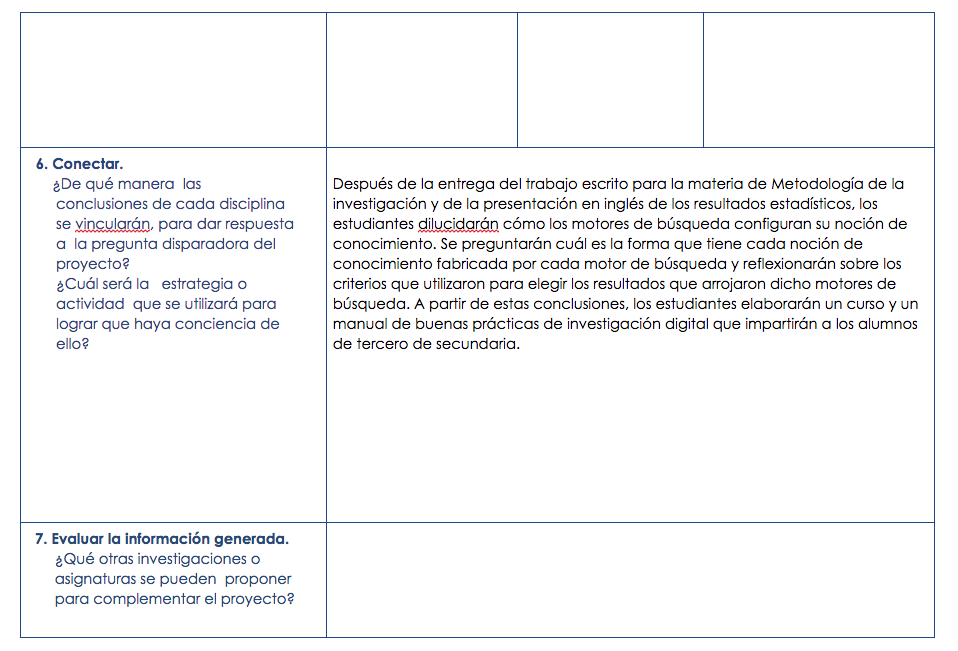 6. Conectar.
¿De qué manera las
conclusiones de cada disciplina
se vincularán, para dar respuesta
a la pregunta disparadora del
proyecto?
¿Cuál será la estrategia o
actividad que se utilizará para
lograr que haya conciencia de
ello?
Después de la entrega del trabajo escrito para la materia de Metodología de la
investigación y de la presentación en inglés de los resultados estadísticos, los
estudiantes dilucidarán cómo los motores de búsqueda configuran su noción de
conocimiento. Se preguntarán cuál es la forma que tiene cada noción de
conocimiento fabricada por cada motor de búsqueda y reflexionarán sobre los
criterios que utilizaron para elegir los resultados que arrojaron dicho motores de
búsqueda. A partir de estas conclusiones, los estudiantes elaborarán un curso y un
manual de buenas prácticas de investigación digital que impartirán a los alumnos
de tercero de secundaria.
7. Evaluar la información generada.
¿Qué otras investigaciones o
asignaturas se pueden proponer
para complementar el proyecto?